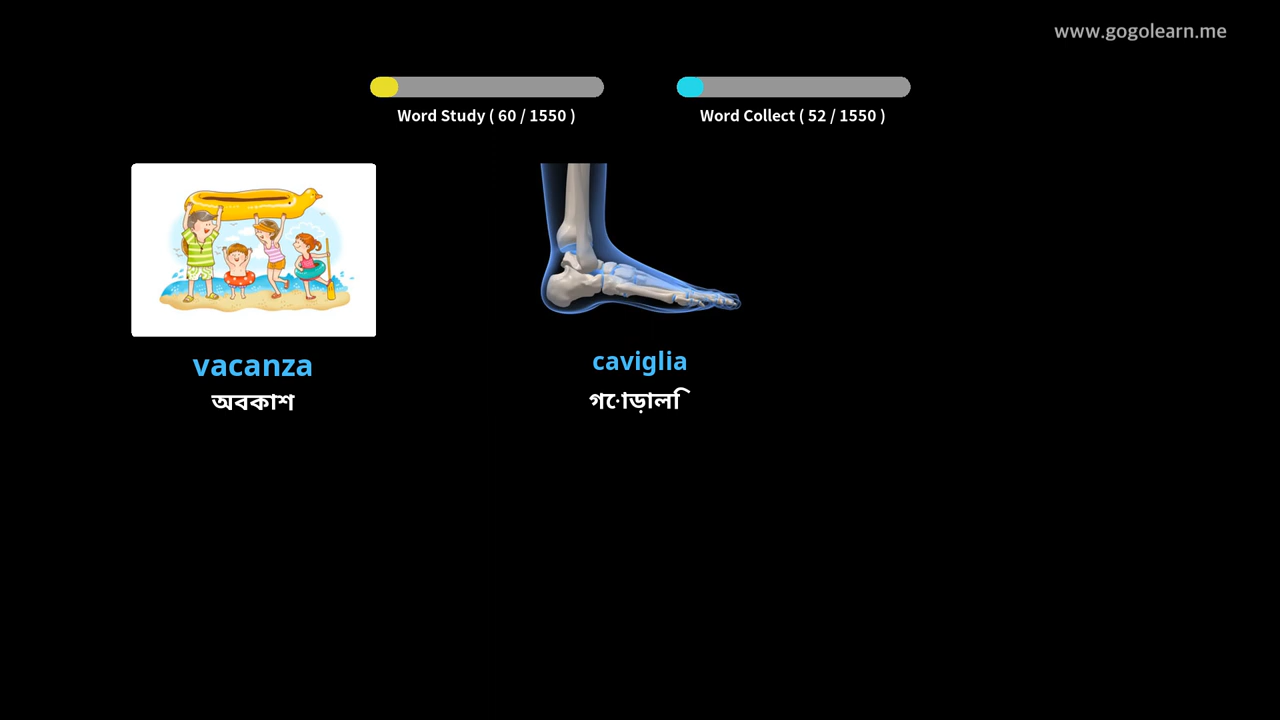 www.gogolearn.me
Word Study ( 60 / 1550 )
Word Collect ( 52 / 1550 )
vacanza
অবকাশ
caviglia
গোড়ালি